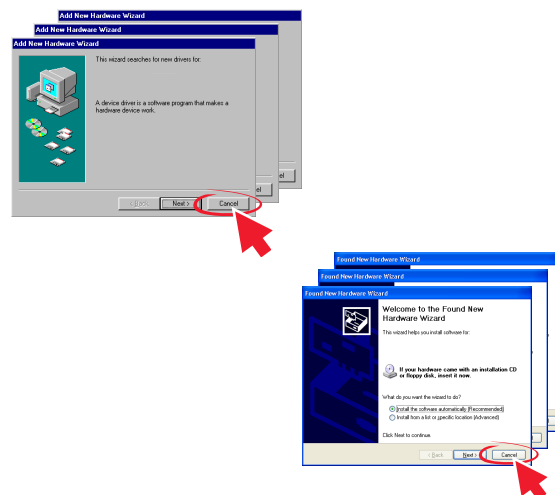 Add New Hardware Wizard
Add New Hardware Wizard
Add New Hardware Wizard
This wizard searches for new drivers for:
A device driver is a software program that makes a
hardware device work.
el
el
< Back
Next >
Cancel
Found New Hardware Wizard
Found New Hardware Wizard
Found New Hardware Wizard
Welcome to the Found New
Hardware Wizard
This wizard helps you install software for:
If your hardware came with an installation CD
or floppy disk, insert it now.
What do you want the wizard to do?
Install the software automatically (Recommended)
Install from a list or specific location (Advanced)
Click Next to continue.
< Back
Next >
Cancel